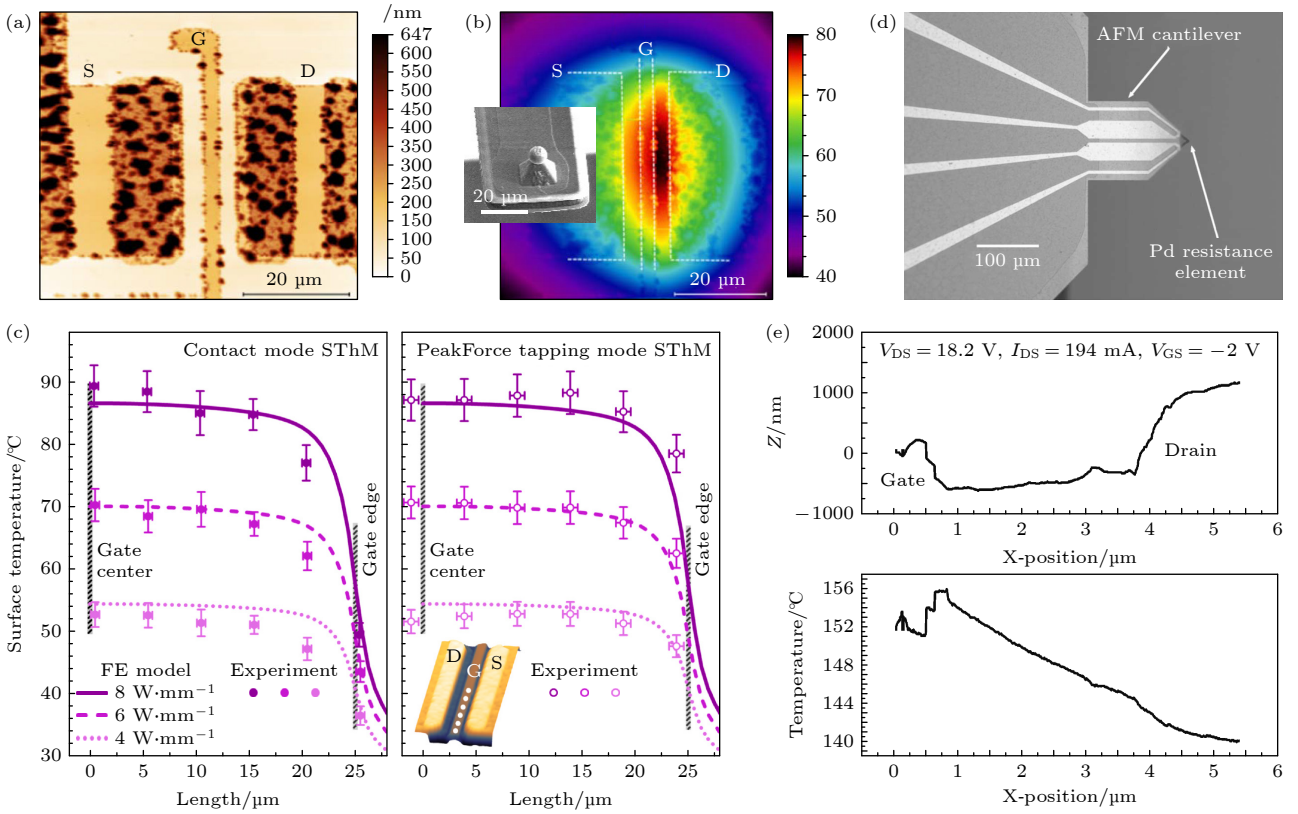 (a)
/nm
647
600
550
500
450
400
350
300
250
200
150
100
50
0
S
G
D
20 μm
(b)
G
S
D
20 μm
20 μm
80
70
60
50
40
(d)
AFM cantilever
100 μm
Pd resistance
element
(c)
Contact mode SThM
PeakForce tapping mode SThM
Surface temperature/℃
90
80
70
60
50
40
30
Gate
center
Gate edge
Gate
center
Gate edge
FE model
Experiment
8 W·mm⁻¹
6 W·mm⁻¹
4 W·mm⁻¹
D
G
S
Experiment
0 5 10 15 20 25
0 5 10 15 20 25
Length/μm
Length/μm
(e)
V_DS = 18.2 V, I_DS = 194 mA, V_GS = −2 V
Z/nm
2000
1000
0
−1000
Gate
Drain
0 1 2 3 4 5 6
X-position/μm
Temperature/℃
156
152
148
144
140
0 1 2 3 4 5 6
X-position/μm